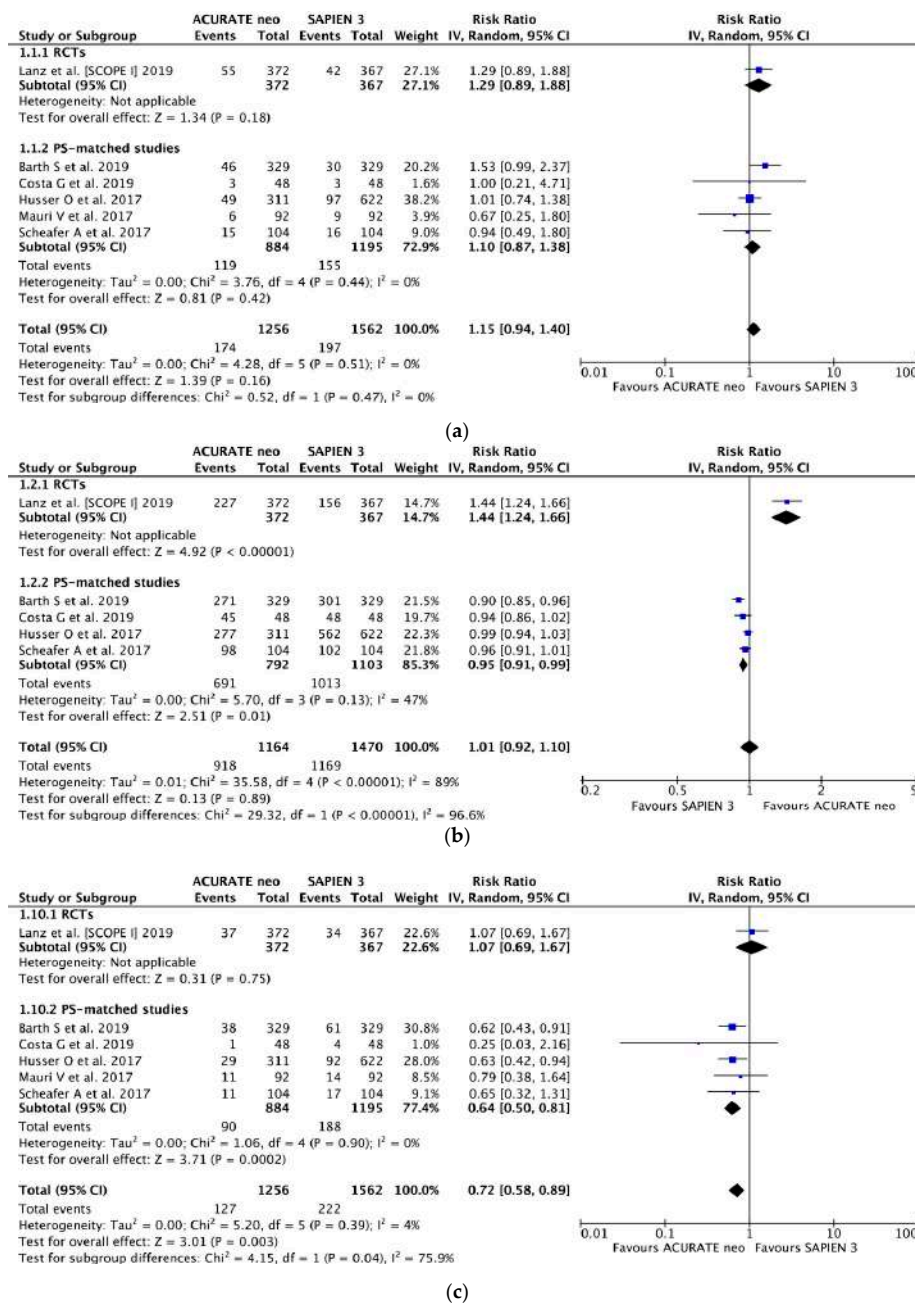 ACURATE neo SAPIEN 3 Risk Ratio Risk Ratio
Study or Subgroup Events Total Events Total Weight IV, Random, 95% CI IV, Random, 95% CI
1.1.1 RCTs
Lanz et al. [SCOPE I] 2019 55 372 42 367 27.1% 1.29 [0.89, 1.88]
Subtotal (95% CI) 372 367 27.1% 1.29 [0.89, 1.88]
Heterogeneity: Not applicable
Test for overall effect: Z = 1.34 (P = 0.18)
1.1.2 PS-matched studies
Barth S et al. 2019 46 329 30 329 20.2% 1.53 [0.99, 2.37]
Costa G et al. 2019 3 48 3 48 1.6% 1.00 [0.21, 4.71]
Husser O et al. 2017 49 311 97 622 38.2% 1.01 [0.74, 1.38]
Mauri V et al. 2017 6 92 9 92 3.9% 0.67 [0.25, 1.80]
Scheafer A et al. 2017 15 104 16 104 9.0% 0.94 [0.49, 1.80]
Subtotal (95% CI) 884 1195 72.9% 1.10 [0.87, 1.38]
Total events 119 155
Heterogeneity: Tau² = 0.00; Chi² = 3.76, df = 4 (P = 0.44); I² = 0%
Test for overall effect: Z = 0.81 (P = 0.42)
Total (95% CI) 1256 1562 100.0% 1.15 [0.94, 1.40]
Total events 174 197
Heterogeneity: Tau² = 0.00; Chi² = 4.28, df = 5 (P = 0.51); I² = 0%
Test for overall effect: Z = 1.39 (P = 0.16)
Test for subgroup differences: Chi² = 0.52, df = 1 (P = 0.47), I² = 0%
0.01 0.1 1 10 100
Favours ACURATE neo Favours SAPIEN 3
(a)
ACURATE neo SAPIEN 3 Risk Ratio Risk Ratio
Study or Subgroup Events Total Events Total Weight IV, Random, 95% CI IV, Random, 95% CI
1.2.1 RCTs
Lanz et al. [SCOPE I] 2019 227 372 156 367 14.7% 1.44 [1.24, 1.66]
Subtotal (95% CI) 372 367 14.7% 1.44 [1.24, 1.66]
Heterogeneity: Not applicable
Test for overall effect: Z = 4.92 (P < 0.00001)
1.2.2 PS-matched studies
Barth S et al. 2019 271 329 301 329 21.5% 0.90 [0.85, 0.96]
Costa G et al. 2019 45 48 48 48 19.7% 0.94 [0.86, 1.02]
Husser O et al. 2017 277 311 562 622 22.3% 0.99 [0.94, 1.03]
Scheafer A et al. 2017 98 104 102 104 21.8% 0.96 [0.91, 1.01]
Subtotal (95% CI) 792 1103 85.3% 0.95 [0.91, 0.99]
Total events 691 1013
Heterogeneity: Tau² = 0.00; Chi² = 5.70, df = 3 (P = 0.13); I² = 47%
Test for overall effect: Z = 2.51 (P = 0.01)
Total (95% CI) 1164 1470 100.0% 1.01 [0.92, 1.10]
Total events 918 1169
Heterogeneity: Tau² = 0.01; Chi² = 35.58, df = 4 (P < 0.00001); I² = 89%
Test for overall effect: Z = 0.13 (P = 0.89)
Test for subgroup differences: Chi² = 29.32, df = 1 (P < 0.00001), I² = 96.6%
0.2 1 2 5
Favours SAPIEN 3 Favours ACURATE neo
(b)
ACURATE neo SAPIEN 3 Risk Ratio Risk Ratio
Study or Subgroup Events Total Events Total Weight IV, Random, 95% CI IV, Random, 95% CI
1.10.1 RCTs
Lanz et al. [SCOPE I] 2019 37 372 34 367 22.6% 1.07 [0.69, 1.67]
Subtotal (95% CI) 372 367 22.6% 1.07 [0.69, 1.67]
Heterogeneity: Not applicable
Test for overall effect: Z = 0.31 (P = 0.75)
1.10.2 PS-matched studies
Barth S et al. 2019 38 329 61 329 30.8% 0.62 [0.43, 0.91]
Costa G et al. 2019 1 48 4 48 1.0% 0.25 [0.03, 2.16]
Husser O et al. 2017 29 311 92 622 28.0% 0.63 [0.42, 0.94]
Mauri V et al. 2017 11 92 14 92 8.5% 0.79 [0.38, 1.64]
Scheafer A et al. 2017 11 104 17 104 9.1% 0.65 [0.32, 1.31]
Subtotal (95% CI) 884 1195 77.4% 0.64 [0.50, 0.81]
Total events 90 188
Heterogeneity: Tau² = 0.00; Chi² = 1.06, df = 4 (P = 0.90); I² = 0%
Test for overall effect: Z = 3.71 (P = 0.0002)
Total (95% CI) 1256 1562 100.0% 0.72 [0.58, 0.89]
Total events 127 222
Heterogeneity: Tau² = 0.00; Chi² = 5.20, df = 5 (P = 0.39); I² = 4%
Test for overall effect: Z = 3.01 (P = 0.003)
Test for subgroup differences: Chi² = 4.15, df = 1 (P = 0.04), I² = 75.9%
0.01 0.1 1 10 100
Favours ACURATE neo Favours SAPIEN 3
(c)